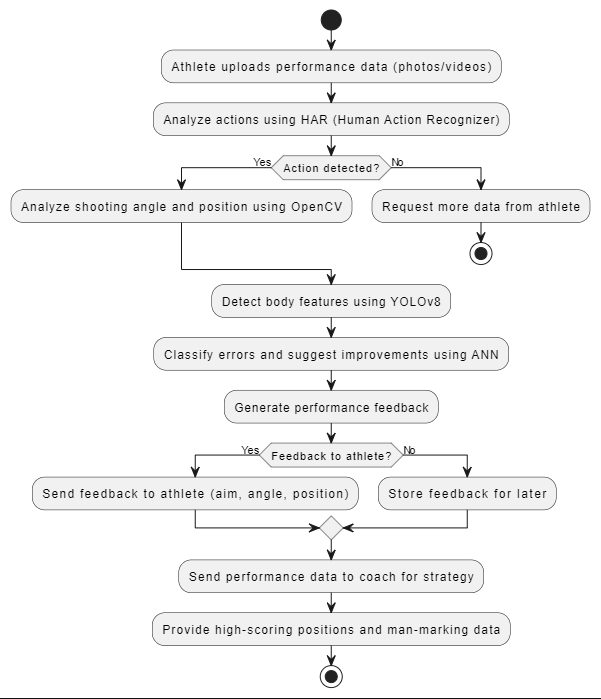 Athlete uploads performance data (photos/videos)
Analyze actions using HAR (Human Action Recognizer)
Yes
Action detected?
No
Analyze shooting angle and position using OpenCV
Request more data from athlete
Detect body features using YOLOv8
Classify errors and suggest improvements using ANN
Generate performance feedback
Yes
Feedback to athlete?
No
Send feedback to athlete (aim, angle, position)
Store feedback for later
Send performance data to coach for strategy
Provide high-scoring positions and man-marking data